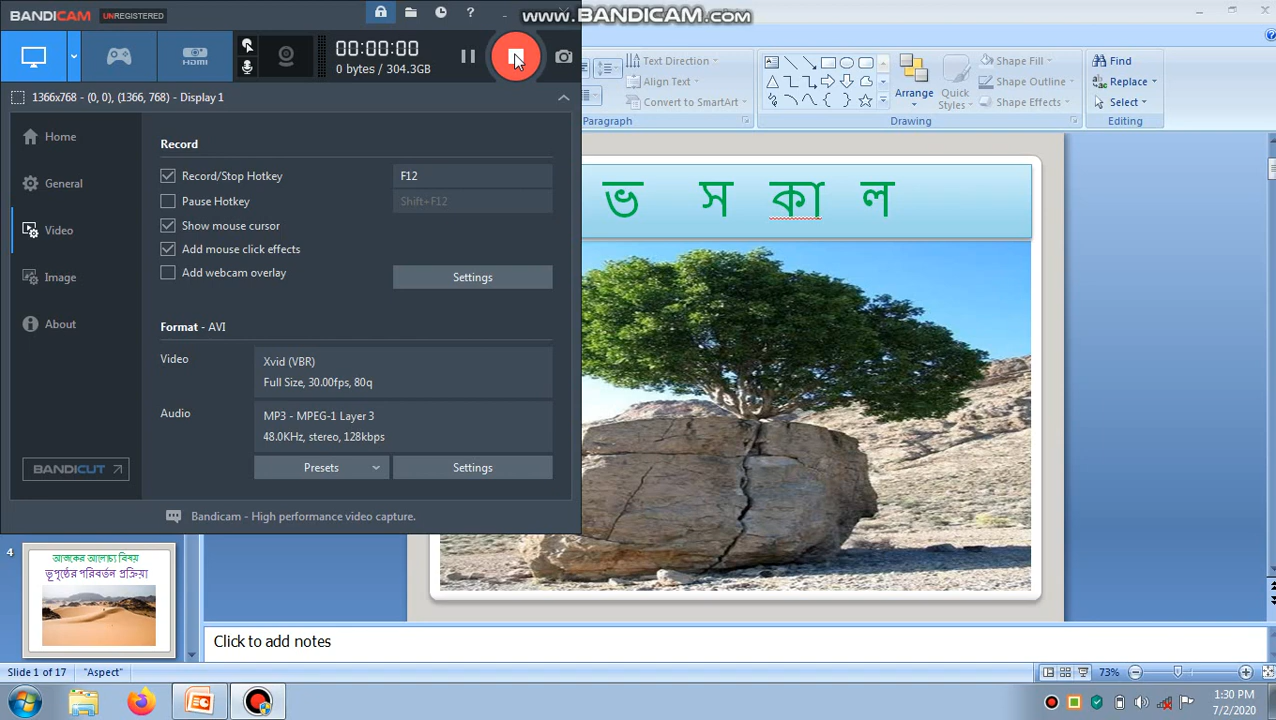 BANDICAM UNREGISTERED
www.BANDICAM.com
HDMI
00:00:00
0 bytes / 304.3GB
1366x768 - (0, 0), (1366, 768) - Display 1
Home
General
Video
Image
About
BANDICUT
Record
Record/Stop Hotkey F12
Pause Hotkey Shift+F12
Show mouse cursor
Add mouse click effects
Add webcam overlay
Settings
Format - AVI
Video
Xvid (VBR)
Full Size, 30.00fps, 80q
Audio
MP3 - MPEG-1 Layer 3
48.0KHz, stereo, 128kbps
Presets Settings
Bandicam - High performance video capture.
Text Direction
Align Text
Convert to SmartArt
Paragraph
Arrange
Quick
Styles
Shape Fill
Shape Outline
Shape Effects
Drawing
Find
Replace
Select
Editing
ভ স কা ল
4
আজকের আলোচ্য বিষয়
ভূপৃষ্ঠের পরিবর্তন প্রক্রিয়া
Click to add notes
Slide 1 of 17 "Aspect" 73%
1:30 PM
7/2/2020